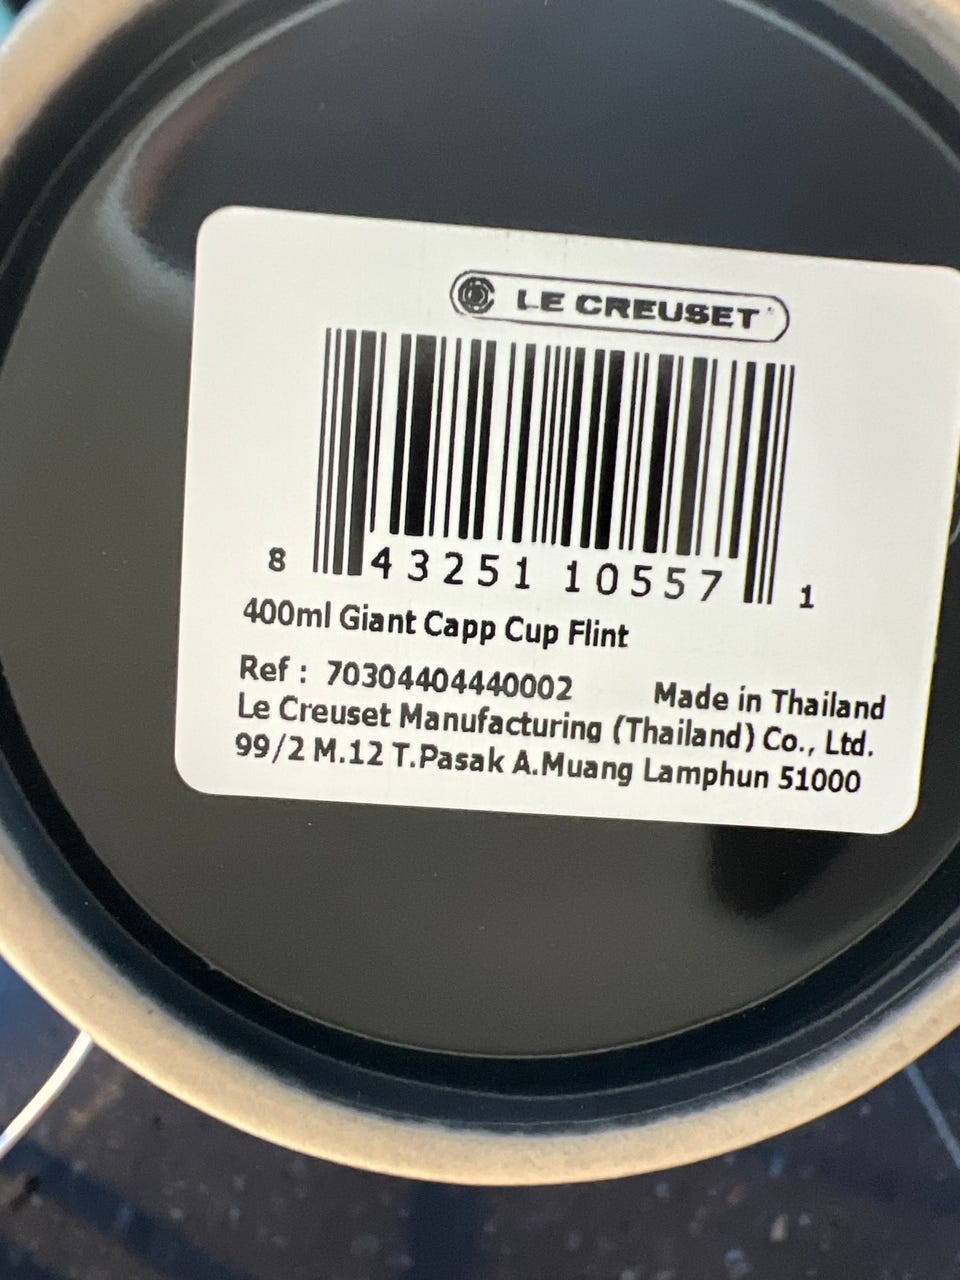 LE CREUSET
8 43251 10557 1
400ml Giant Capp Cup Flint
Ref : 70304404440002 Made in Thailand
Le Creuset Manufacturing (Thailand) Co., Ltd.
99/2 M.12 T.Pasak A.Muang Lamphun 51000